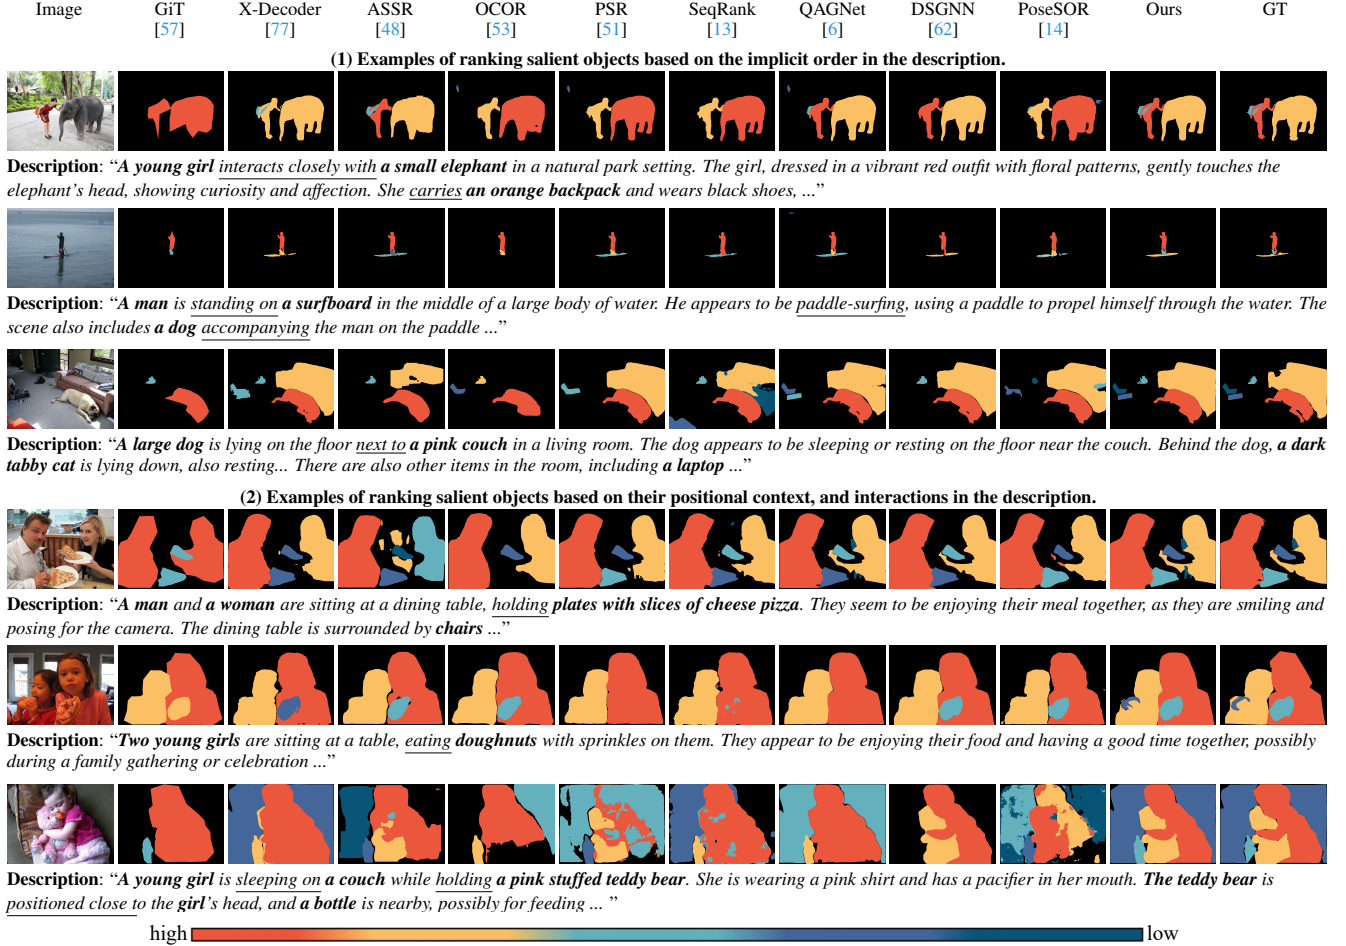 Image GiT X-Decoder ASSR OCOR PSR SeqRank QAGNet DSGNN PoseSOR Ours GT
[57] [77] [48] [53] [51] [13] [6] [62] [14]
(1) Examples of ranking salient objects based on the implicit order in the description.
Description: “A young girl interacts closely with a small elephant in a natural park setting. The girl, dressed in a vibrant red outfit with floral patterns, gently touches the
elephant’s head, showing curiosity and affection. She carries an orange backpack and wears black shoes, ...”
Description: “A man is standing on a surfboard in the middle of a large body of water. He appears to be paddle-surfing, using a paddle to propel himself through the water. The
scene also includes a dog accompanying the man on the paddle ...”
Description: “A large dog is lying on the floor next to a pink couch in a living room. The dog appears to be sleeping or resting on the floor near the couch. Behind the dog, a dark
tabby cat is lying down, also resting... There are also other items in the room, including a laptop ...”
(2) Examples of ranking salient objects based on their positional context, and interactions in the description.
Description: “A man and a woman are sitting at a dining table, holding plates with slices of cheese pizza. They seem to be enjoying their meal together, as they are smiling and
posing for the camera. The dining table is surrounded by chairs ...”
Description: “Two young girls are sitting at a table, eating doughnuts with sprinkles on them. They appear to be enjoying their food and having a good time together, possibly
during a family gathering or celebration ...”
Description: “A young girl is sleeping on a couch while holding a pink stuffed teddy bear. She is wearing a pink shirt and has a pacifier in her mouth. The teddy bear is
positioned close to the girl’s head, and a bottle is nearby, possibly for feeding ... ”
high low